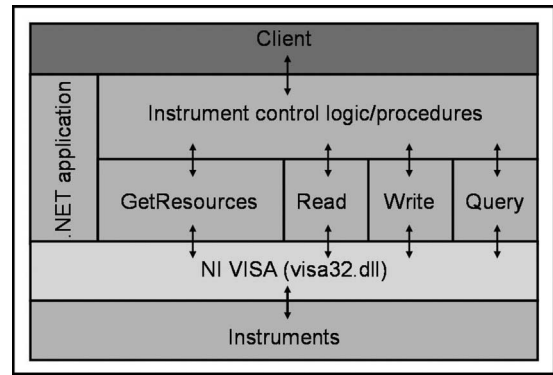 Client
.NET application
Instrument control logic/procedures
GetResources
Read
Write
Query
NI VISA (visa32.dll)
Instruments